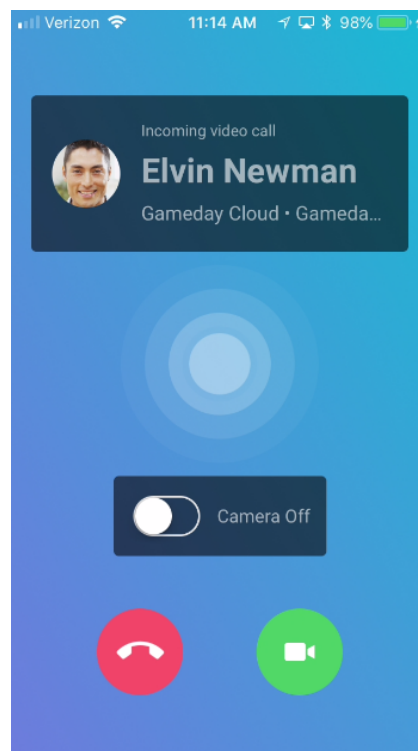 Verizon 11:14 AM 98%
Incoming video call
Elvin Newman
Gameday Cloud • Gameda...
Camera Off